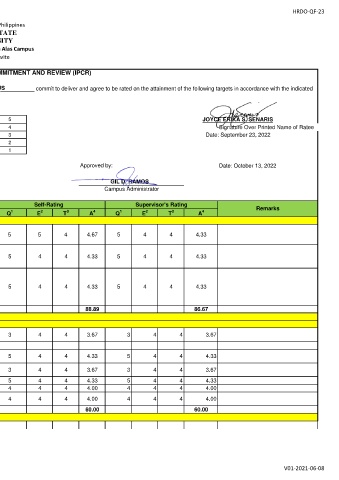 HRDO-QF-23
Philippines
TATE
SITY
Alas Campus
vite
MMITMENT AND REVIEW (IPCR)
commit to deliver and agree to be rated on the attainment of the following targets in accordance with the indicated
JOYCE ERIKA S. SENARIS
5
4 Signature Over Printed Name of Ratee
3 Date: September 23, 2022
2
1
Approved by: Date: October 13, 2022
GIL D. RAMOS
Campus Administrator
Self-Rating Supervisor's Rating Remarks
Q1 E2 T3 A4 Q1 E2 T3 A4
5 5 4 4.67 5 4 4 4.33
5 4 4 4.33 5 4 4 4.33
5 4 4 4.33 5 4 4 4.33
88.89 86.67
3 4 4 3.67 3 4 4 3.67
5 4 4 4.33 5 4 4 4.33
3 4 4 3.67 3 4 4 3.67
5 4 4 4.33 5 4 4 4.33
4 4 4 4.00 4 4 4 4.00
4 4 4 4.00 4 4 4 4.00
60.00 60.00
V01-2021-06-08